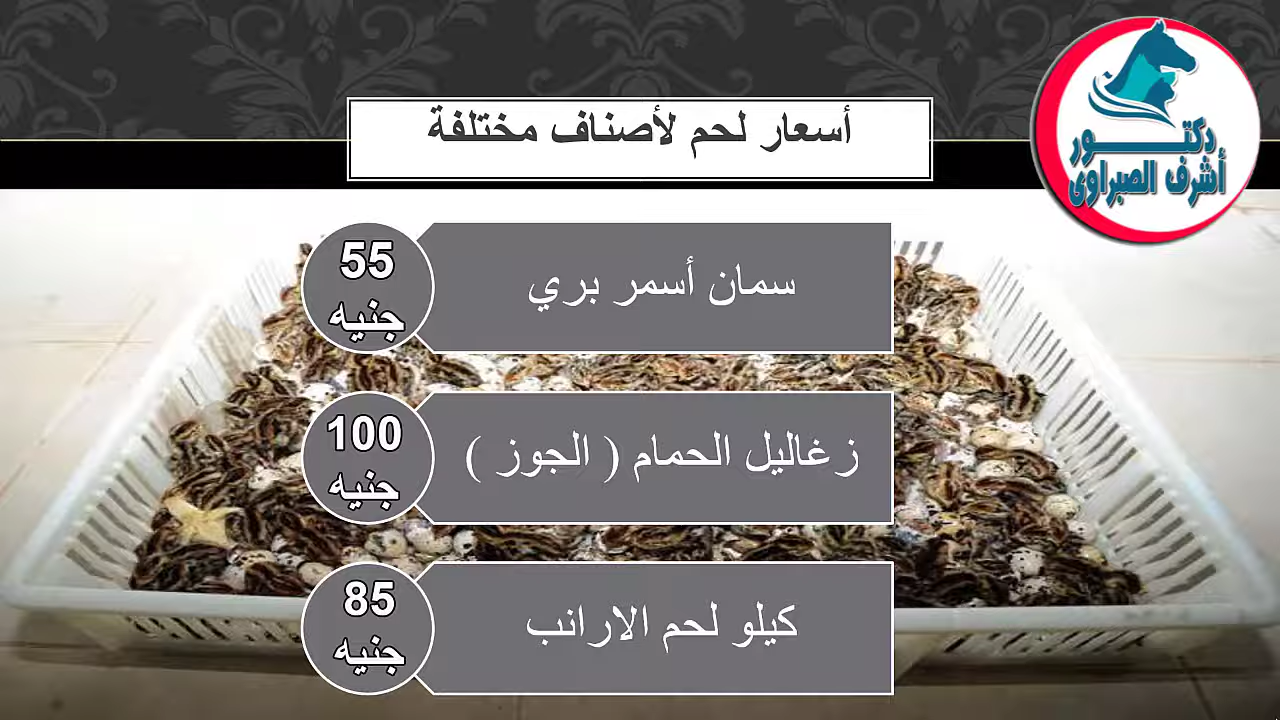 أسعار لحم لأصناف مختلفة
دكتور
أشرف الصبراوى
سمان أسمر بري
55
جنيه
زغاليل الحمام ( الجوز )
100
جنيه
كيلو لحم الارانب
85
جنيه